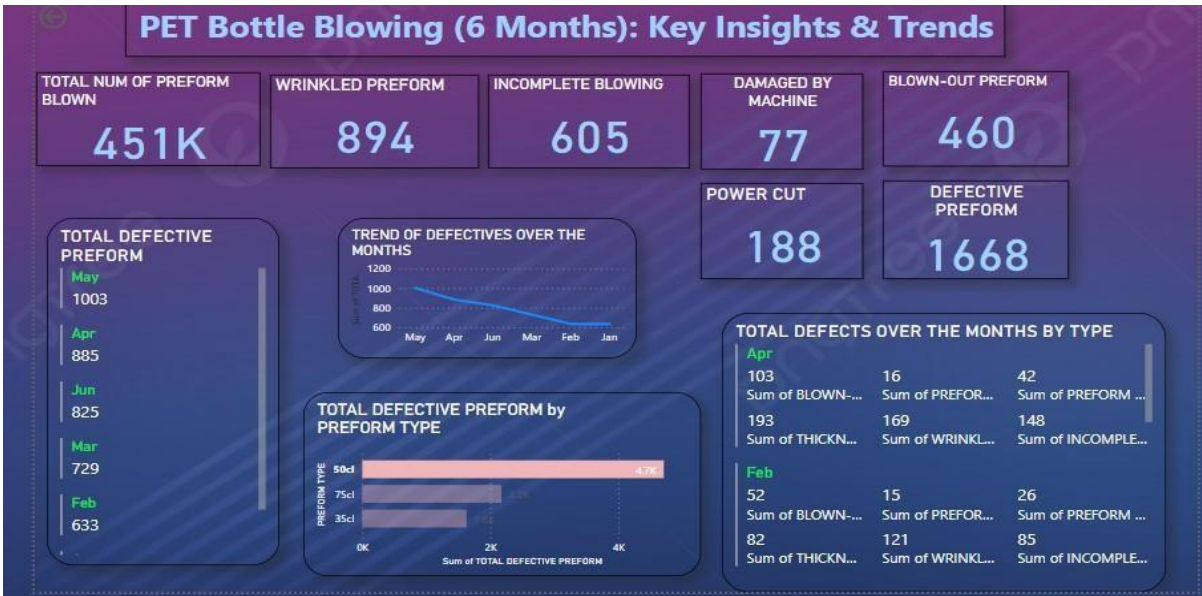 PET Bottle Blowing (6 Months): Key Insights & Trends
TOTAL NUM OF PREFORM
BLOWN
451K
WRINKLED PREFORM
894
INCOMPLETE BLOWING
605
DAMAGED BY
MACHINE
77
BLOWN-OUT PREFORM
460
POWER CUT
188
DEFECTIVE
PREFORM
1668
TOTAL DEFECTIVE
PREFORM
May
1003
Apr
885
Jun
825
Mar
729
Feb
633
TREND OF DEFECTIVES OVER THE
MONTHS
1200
1000
800
600
May Apr Jun Mar Feb Jan
TOTAL DEFECTIVE PREFORM by
PREFORM TYPE
PREFORM TYPE
50cl 4.7K
75cl
35cl
0K 2K 4K
Sum of TOTAL DEFECTIVE PREFORM
TOTAL DEFECTS OVER THE MONTHS BY TYPE
Apr
103 16 42
Sum of BLOWN-... Sum of PREFOR... Sum of PREFORM ...
193 169 148
Sum of THICKN... Sum of WRINKL... Sum of INCOMPLE...
Feb
52 15 26
Sum of BLOWN-... Sum of PREFOR... Sum of PREFORM ...
82 121 85
Sum of THICKN... Sum of WRINKL... Sum of INCOMPLE...